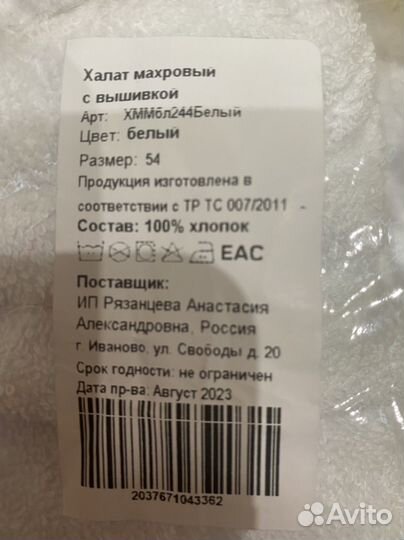 Халат махровый
с вышивкой
Арт: ХММбл244Белый
Цвет: белый
Размер: 54
Продукция изготовлена в
соответствии с ТР ТС 007/2011 -
Состав: 100% хлопок
EAC
Поставщик:
ИП Рязанцева Анастасия
Александровна, Россия
г. Иваново, ул. Свободы д. 20
Срок годности: не ограничен
Дата пр-ва: Август 2023
2037671043362
Avito